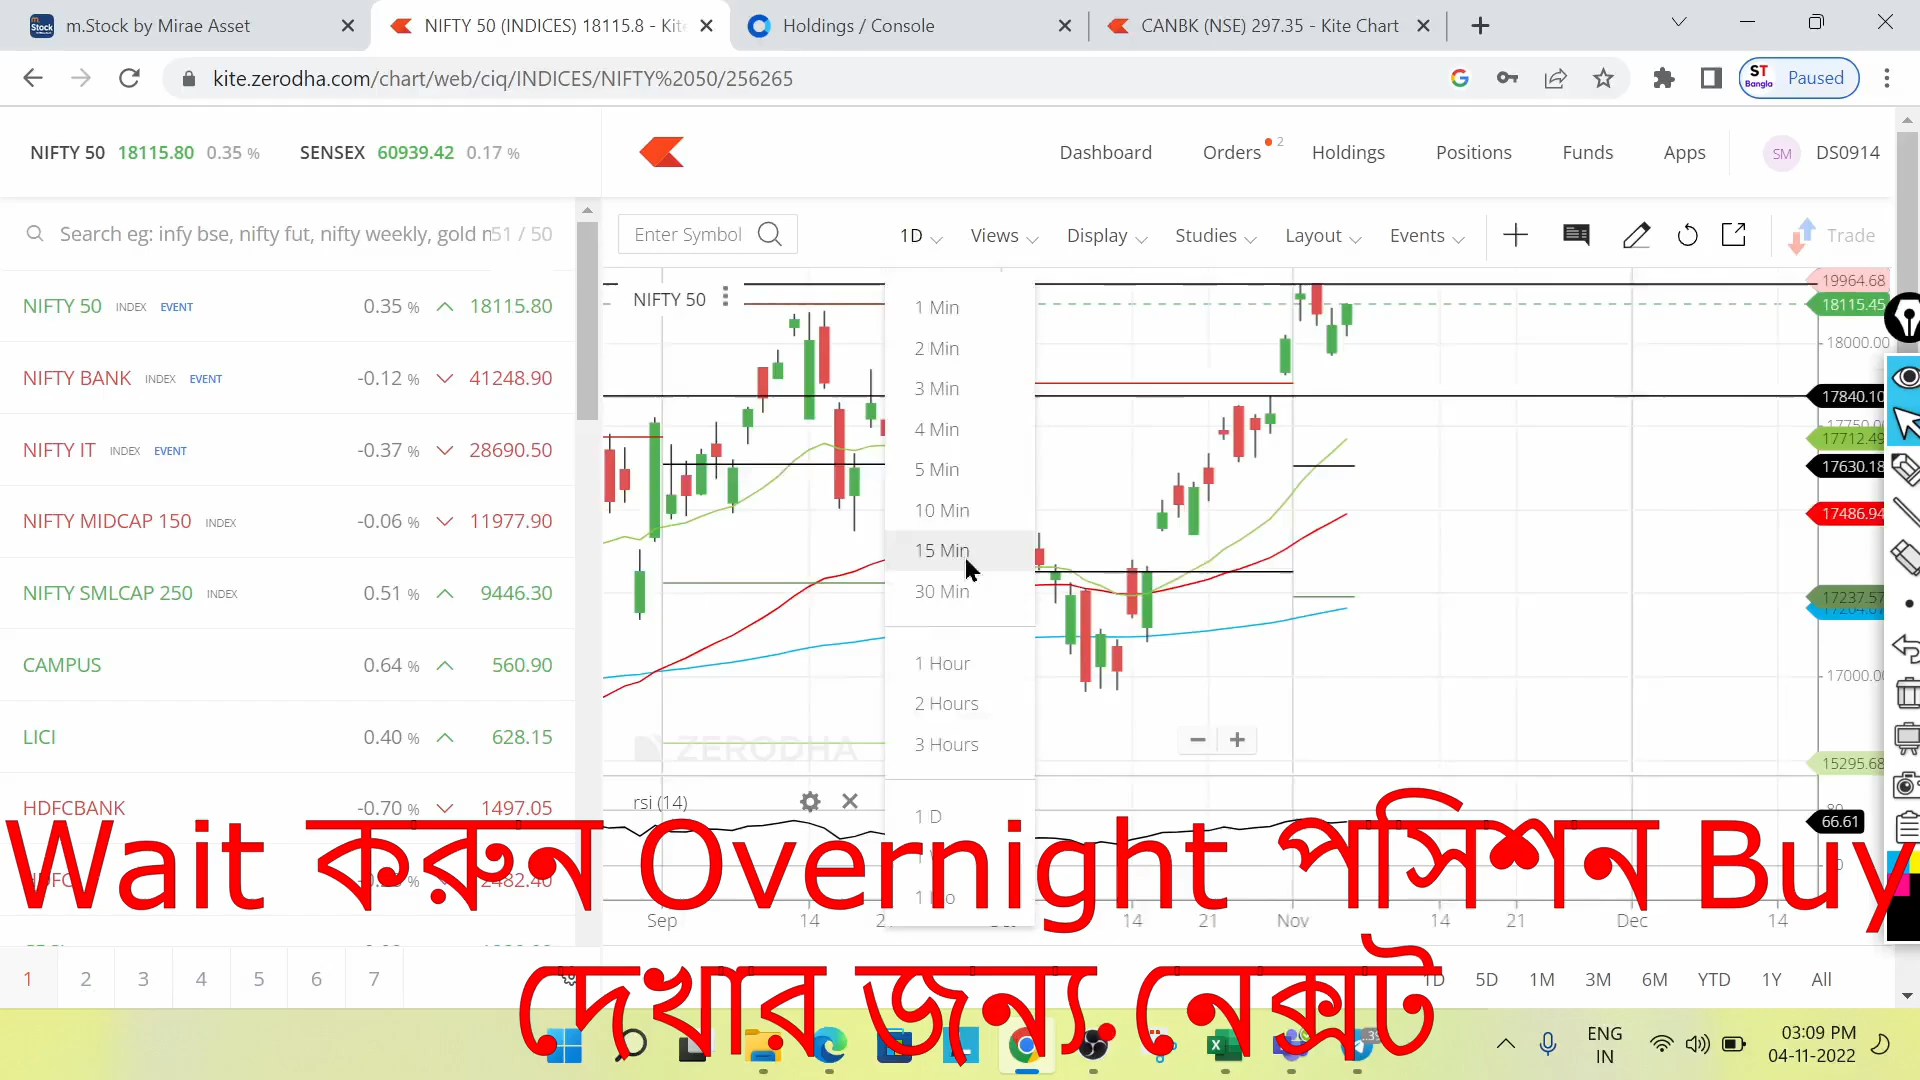 m.Stock by Mirae Asset
NIFTY 50 (INDICES) 18115.8 - Kit
Holdings / Console
CANBK (NSE) 297.35 - Kite Chart
kite.zerodha.com/chart/web/ciq/INDICES/NIFTY%2050/256265
ST Bangla
Paused
NIFTY 50 18115.80 0.35 %
SENSEX 60939.42 0.17 %
Dashboard
Orders 2
Holdings
Positions
Funds
Apps
SM
DS0914
Search eg: infy bse, nifty fut, nifty weekly, gold
51 / 50
Enter Symbol
1D
Views
Display
Studies
Layout
Events
Trade
NIFTY 50 INDEX EVENT 0.35 % 18115.80
NIFTY BANK INDEX EVENT -0.12 % 41248.90
NIFTY IT INDEX EVENT -0.37 % 28690.50
NIFTY MIDCAP 150 INDEX -0.06 % 11977.90
NIFTY SMLCAP 250 INDEX 0.51 % 9446.30
CAMPUS 0.64 % 560.90
LICI 0.40 % 628.15
HDFCBANK -0.70 % 1497.05
NIFTY 50
1 Min
2 Min
3 Min
4 Min
5 Min
10 Min
15 Min
30 Min
1 Hour
2 Hours
3 Hours
1 D
19964.68
18115.45
18000.00
17840.10
17750.00
17712.49
17630.18
17486.94
17237.57
17000.00
15295.68
ZERODHA
rsi (14)
80
66.61
Wait করুন Overnight পসিশন Buy
দেখার জন্য নেক্সট
Sep
14
14
21
Nov
14
21
Dec
14
1 2 3 4 5 6 7
1D 5D 1M 3M 6M YTD 1Y All
ENG
IN
03:09 PM
04-11-2022